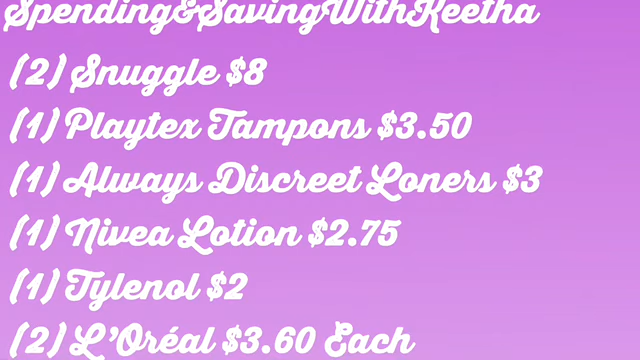 Spending&SavingWithKeetha
(2) Snuggle $8
(1) Playtex Tampons $3.50
(1) Always Discreet Loners $3
(1) Nivea Lotion $2.75
(1) Tylenol $2
(2) L'Oréal $3.60 Each